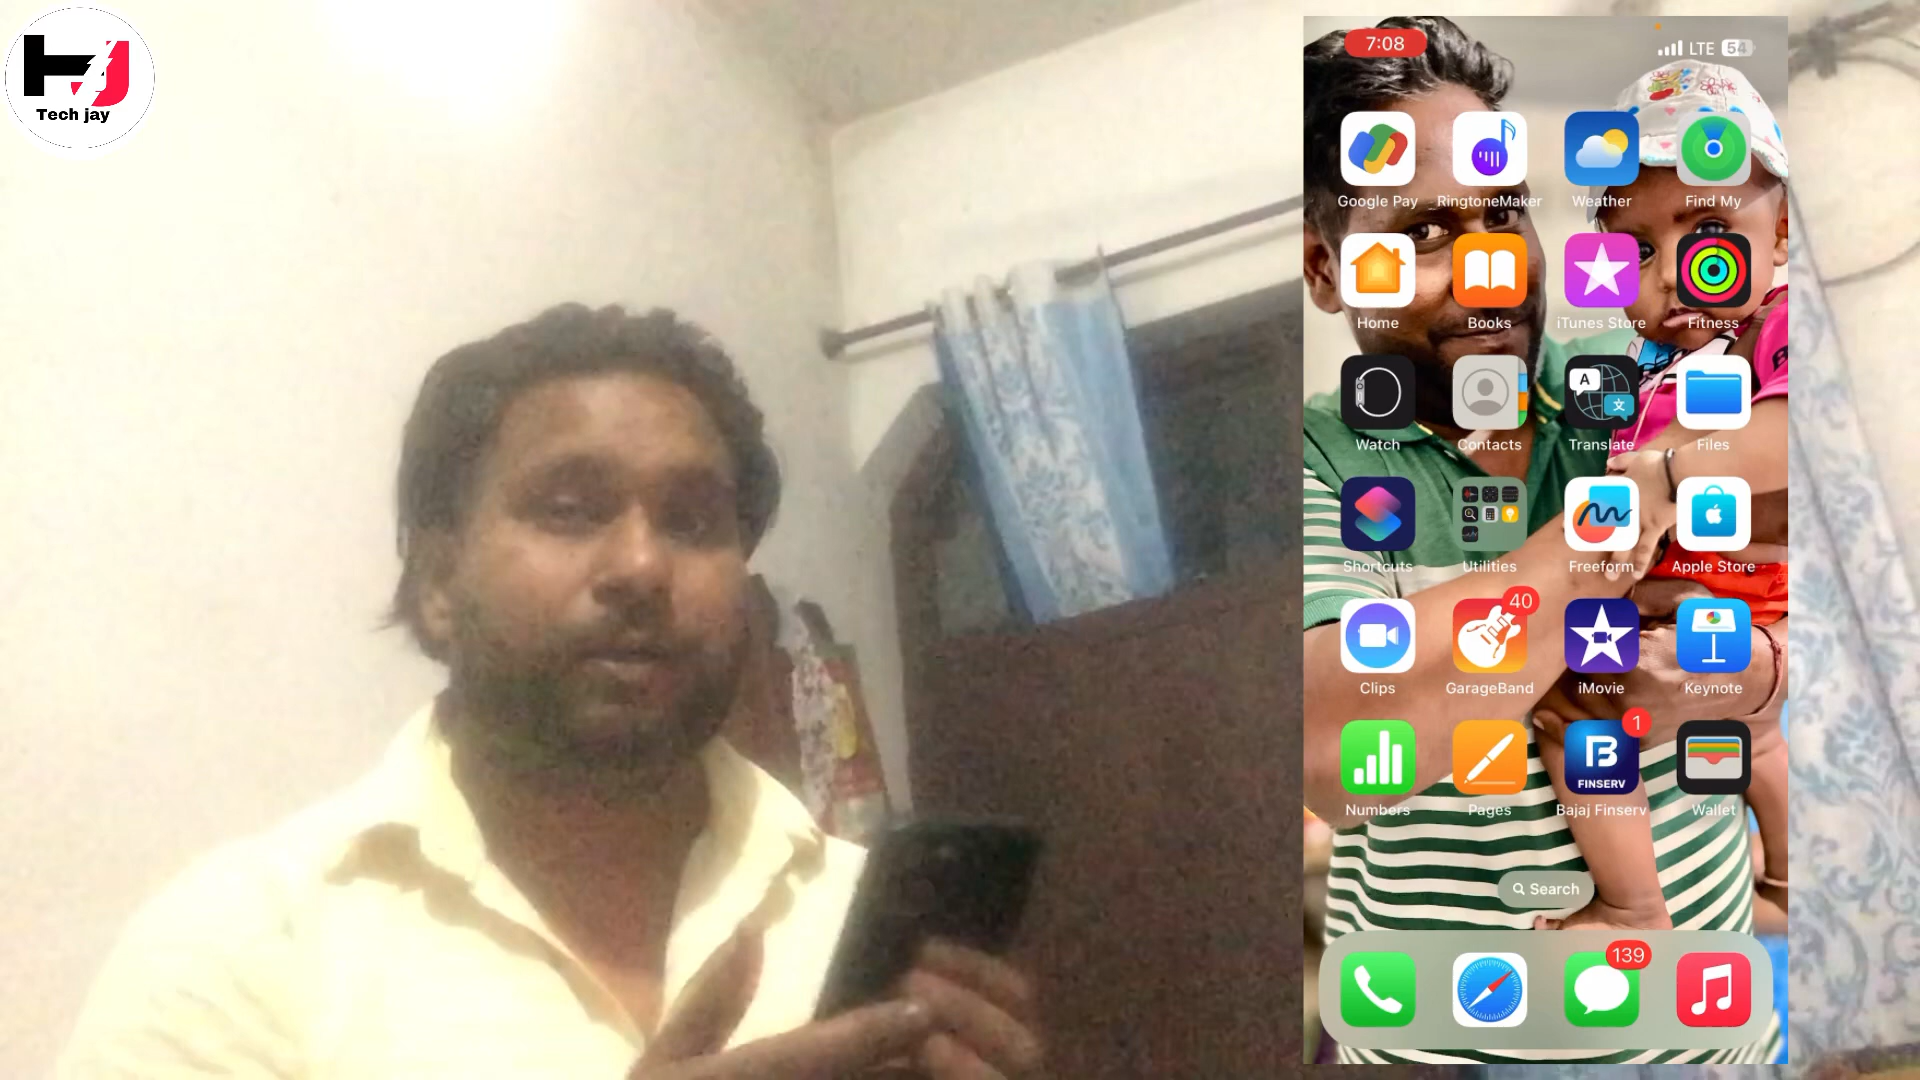 HJ
Tech jay
7:08
LTE 54
Google Pay RingtoneMaker Weather Find My
Home Books iTunes Store Fitness
Watch Contacts Translate Files
A
文
Shortcuts Utilities Freeform Apple Store
40
Clips GarageBand iMovie Keynote
1
B
FINSERV
Numbers Pages Bajaj Finserv Wallet
Search
139